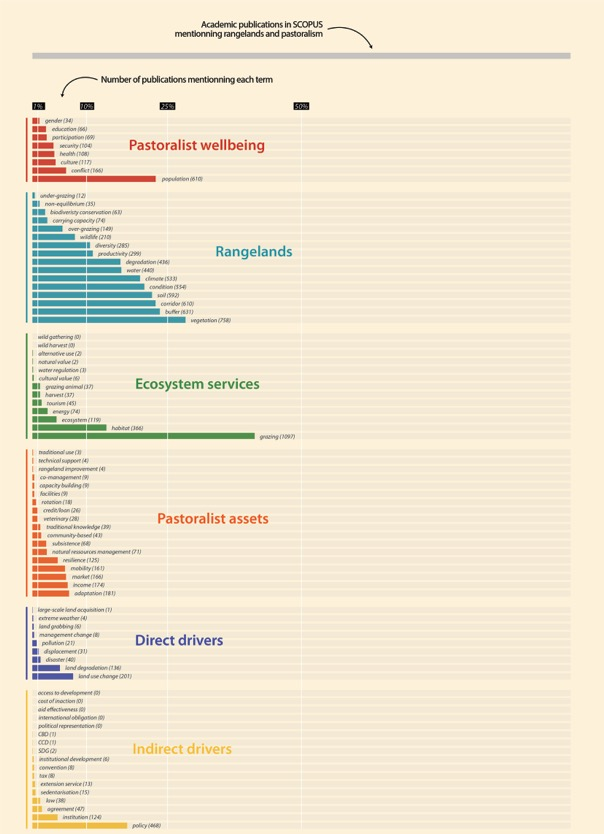 Academic publications in SCOPUS
mentionning rangelands and pastoralism
Number of publications mentionning each term
1% 10% 25% 50%
gender (34)
education (66)
participation (69)
security (104)
health (108)
culture (117)
conflict (166)
population (610)
Pastoralist wellbeing
under-grazing (12)
non-equilibrium (35)
biodiveristy conservation (63)
carrying capacity (74)
over-grazing (149)
wildlife (210)
diversity (285)
productivity (299)
degradation (436)
water (440)
climate (533)
condition (554)
soil (592)
corridor (610)
buffer (631)
vegetation (758)
Rangelands
wild gathering (0)
wild harvest (0)
alternative use (2)
natural value (2)
water regulation (3)
cultural value (6)
grazing animal (37)
harvest (37)
tourism (45)
energy (74)
ecosystem (119)
habitat (366)
grazing (1097)
Ecosystem services
traditional use (3)
technical support (4)
rangeland improvement (4)
co-management (9)
capacity building (9)
facilities (9)
rotation (18)
credit/loan (26)
veterinary (28)
traditional knowledge (39)
community-based (43)
subsistence (68)
natural ressources management (71)
resilience (125)
mobility (161)
market (166)
income (174)
adaptation (181)
Pastoralist assets
large-scale land acquisition (1)
extreme weather (4)
land grabbing (6)
management change (8)
pollution (21)
displacement (31)
disaster (40)
land degradation (136)
land use change (201)
Direct drivers
access to development (0)
cost of inaction (0)
aid effectiveness (0)
international obligation (0)
political representation (0)
CBD (1)
CCD (1)
SDG (2)
institutional development (6)
convention (8)
tax (8)
extension service (13)
sedentarisation (15)
law (38)
agreement (47)
institution (124)
policy (468)
Indirect drivers